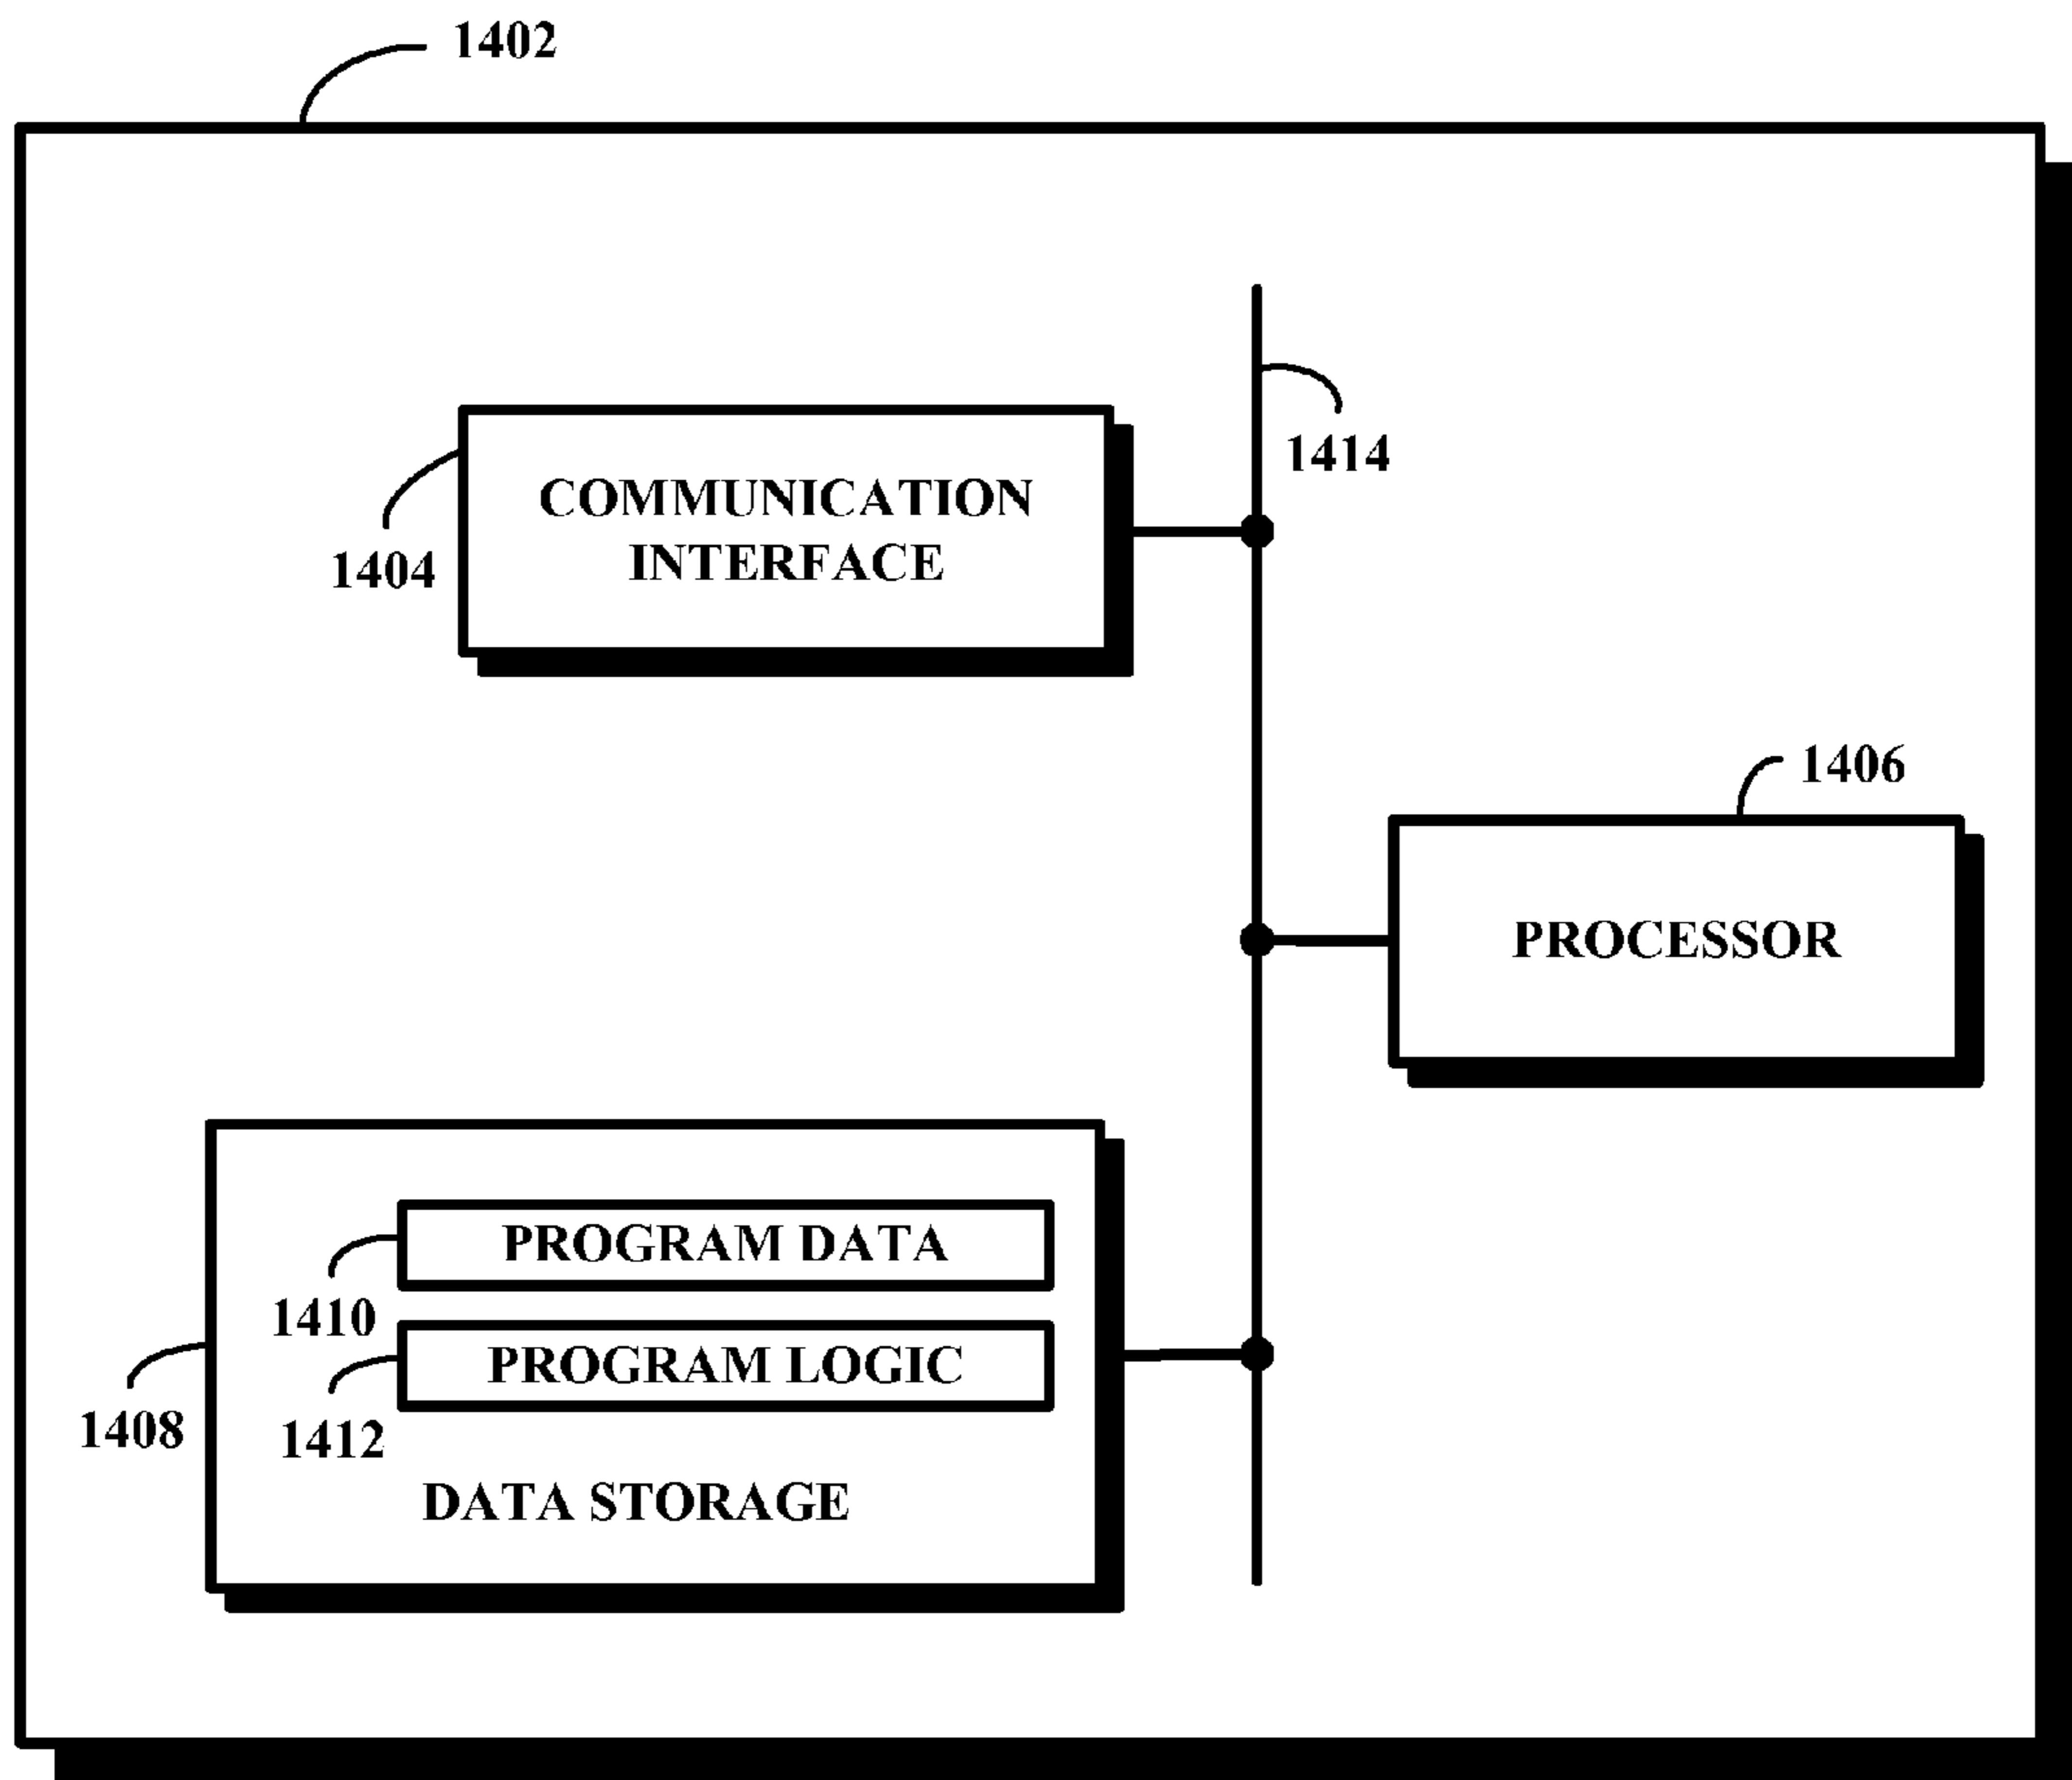 1402
1414
COMMUNICATION
INTERFACE
1404
1406
PROCESSOR
PROGRAM DATA
1410
PROGRAM LOGIC
1408
1412
DATA STORAGE